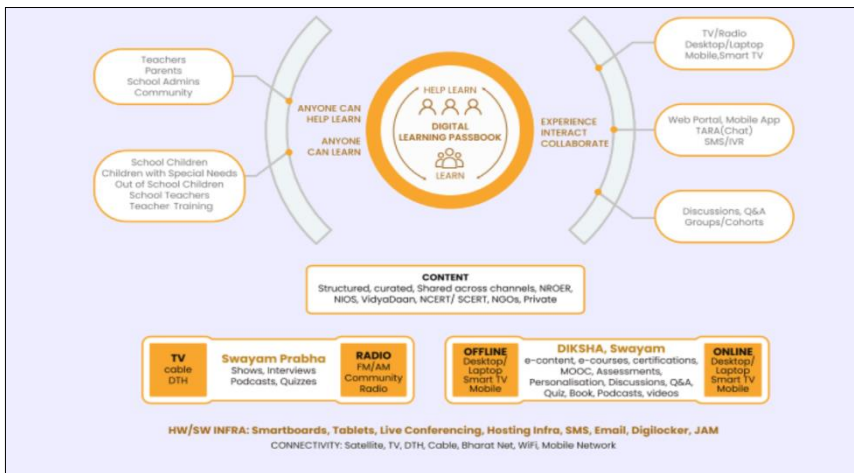 Teachers
Parents
School Admins
Community
School Children
Children with Special Needs
Out of School Children
School Teachers
Teacher Training
ANYONE CAN
HELP LEARN
ANYONE
CAN LEARN
HELP LEARN
DIGITAL
LEARNING PASSBOOK
LEARN
EXPERIENCE
INTERACT
COLLABORATE
TV/Radio
Desktop/Laptop
Mobile,Smart TV
Web Portal, Mobile App
TARA(Chat)
SMS/IVR
Discussions, Q&A
Groups/Cohorts
CONTENT
Structured, curated, Shared across channels, NROER,
NIOS, VidyaDaan, NCERT/ SCERT, NGOs, Private
TV
cable
DTH
Swayam Prabha
Shows, Interviews
Podcasts, Quizzes
RADIO
FM/AM
Community
Radio
OFFLINE
Desktop/
Laptop
Smart TV
Mobile
DIKSHA, Swayam
e-content, e-courses, certifications,
MOOC, Assessments,
Personalisation, Discussions, Q&A,
Quiz, Book, Podcasts, videos
ONLINE
Desktop/
Laptop
Smart TV
Mobile
HW/SW INFRA: Smartboards, Tablets, Live Conferencing, Hosting Infra, SMS, Email, Digilocker, JAM
CONNECTIVITY: Satellite, TV, DTH, Cable, Bharat Net, WiFi, Mobile Network